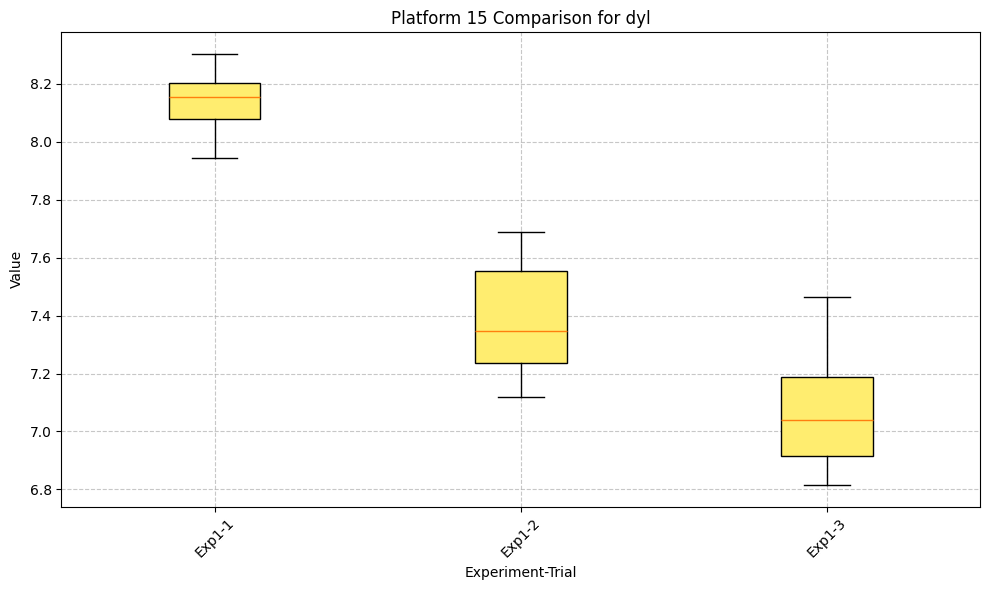 Platform 15 Comparison for dyl
Value
8.2
8.0
7.8
7.6
7.4
7.2
7.0
6.8
Exp1-1
Exp1-2
Exp1-3
Experiment-Trial